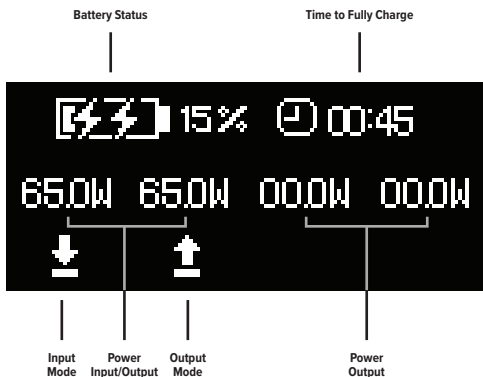 Battery Status
Time to Fully Charge
15% 00:45
65.0W 65.0W 00.0W 00.0W
Input Mode
Power Input/Output
Output Mode
Power Output